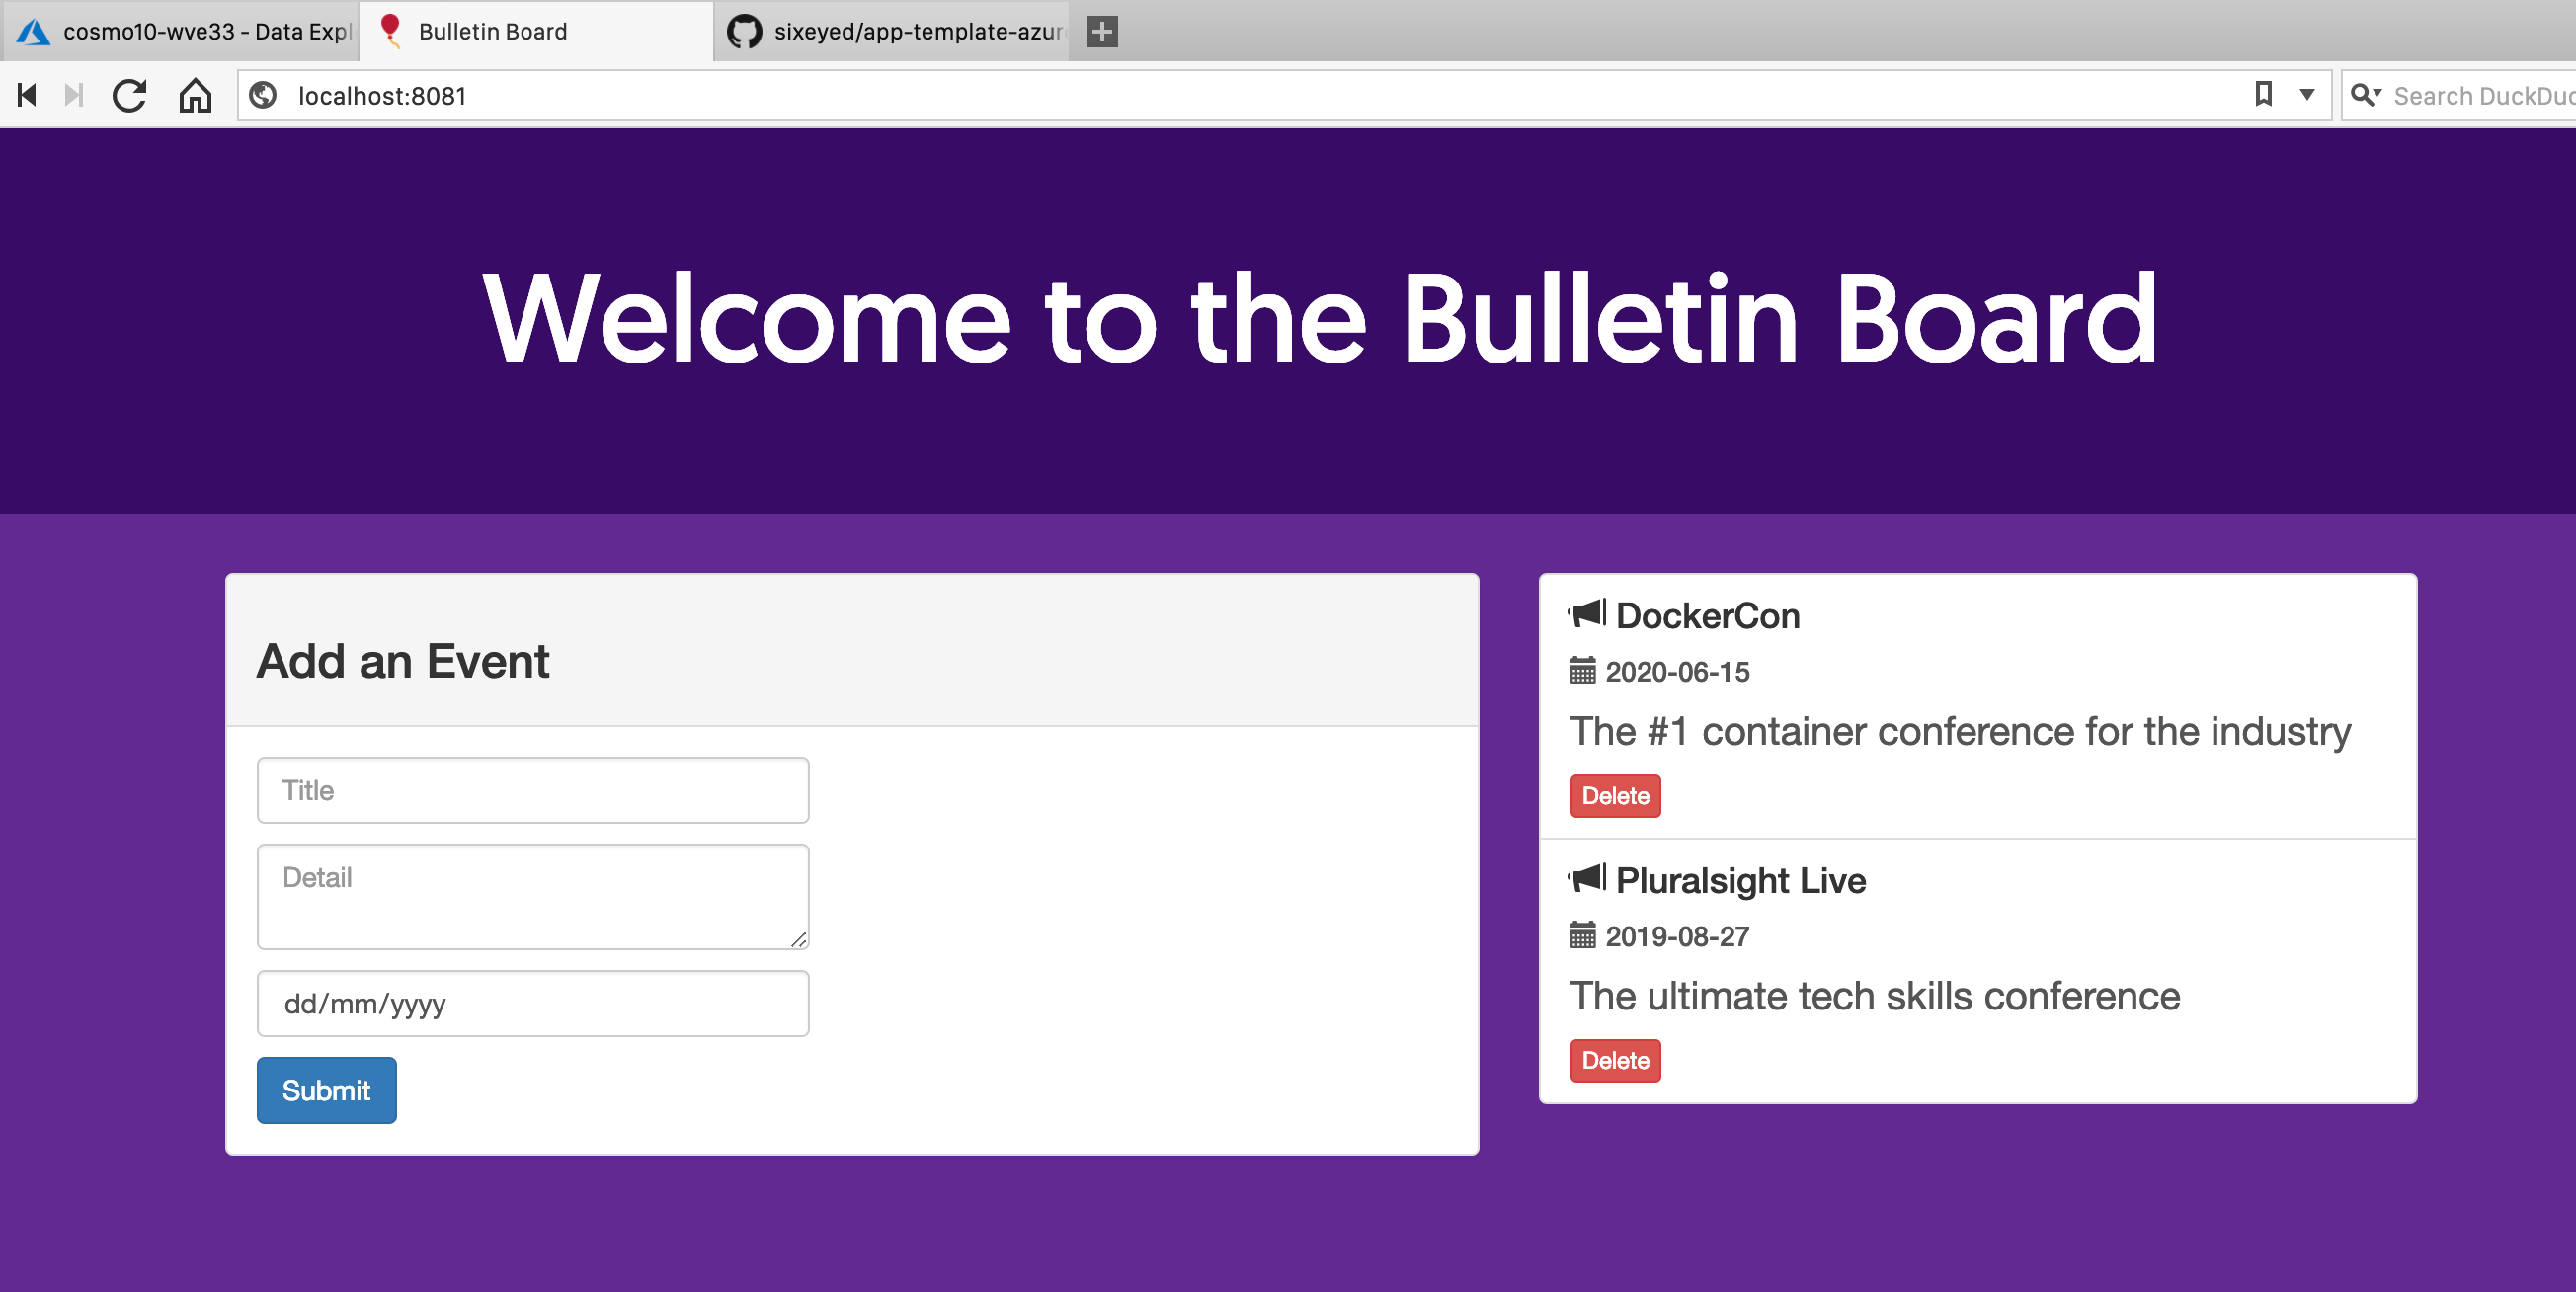 cosmo10-wve33 - Data Expl
Bulletin Board
sixeyed/app-template-azur
localhost:8081
Search DuckDuc
Welcome to the Bulletin Board
Add an Event
Title
Detail
dd/mm/yyyy
Submit
DockerCon
2020-06-15
The #1 container conference for the industry
Delete
Pluralsight Live
2019-08-27
The ultimate tech skills conference
Delete